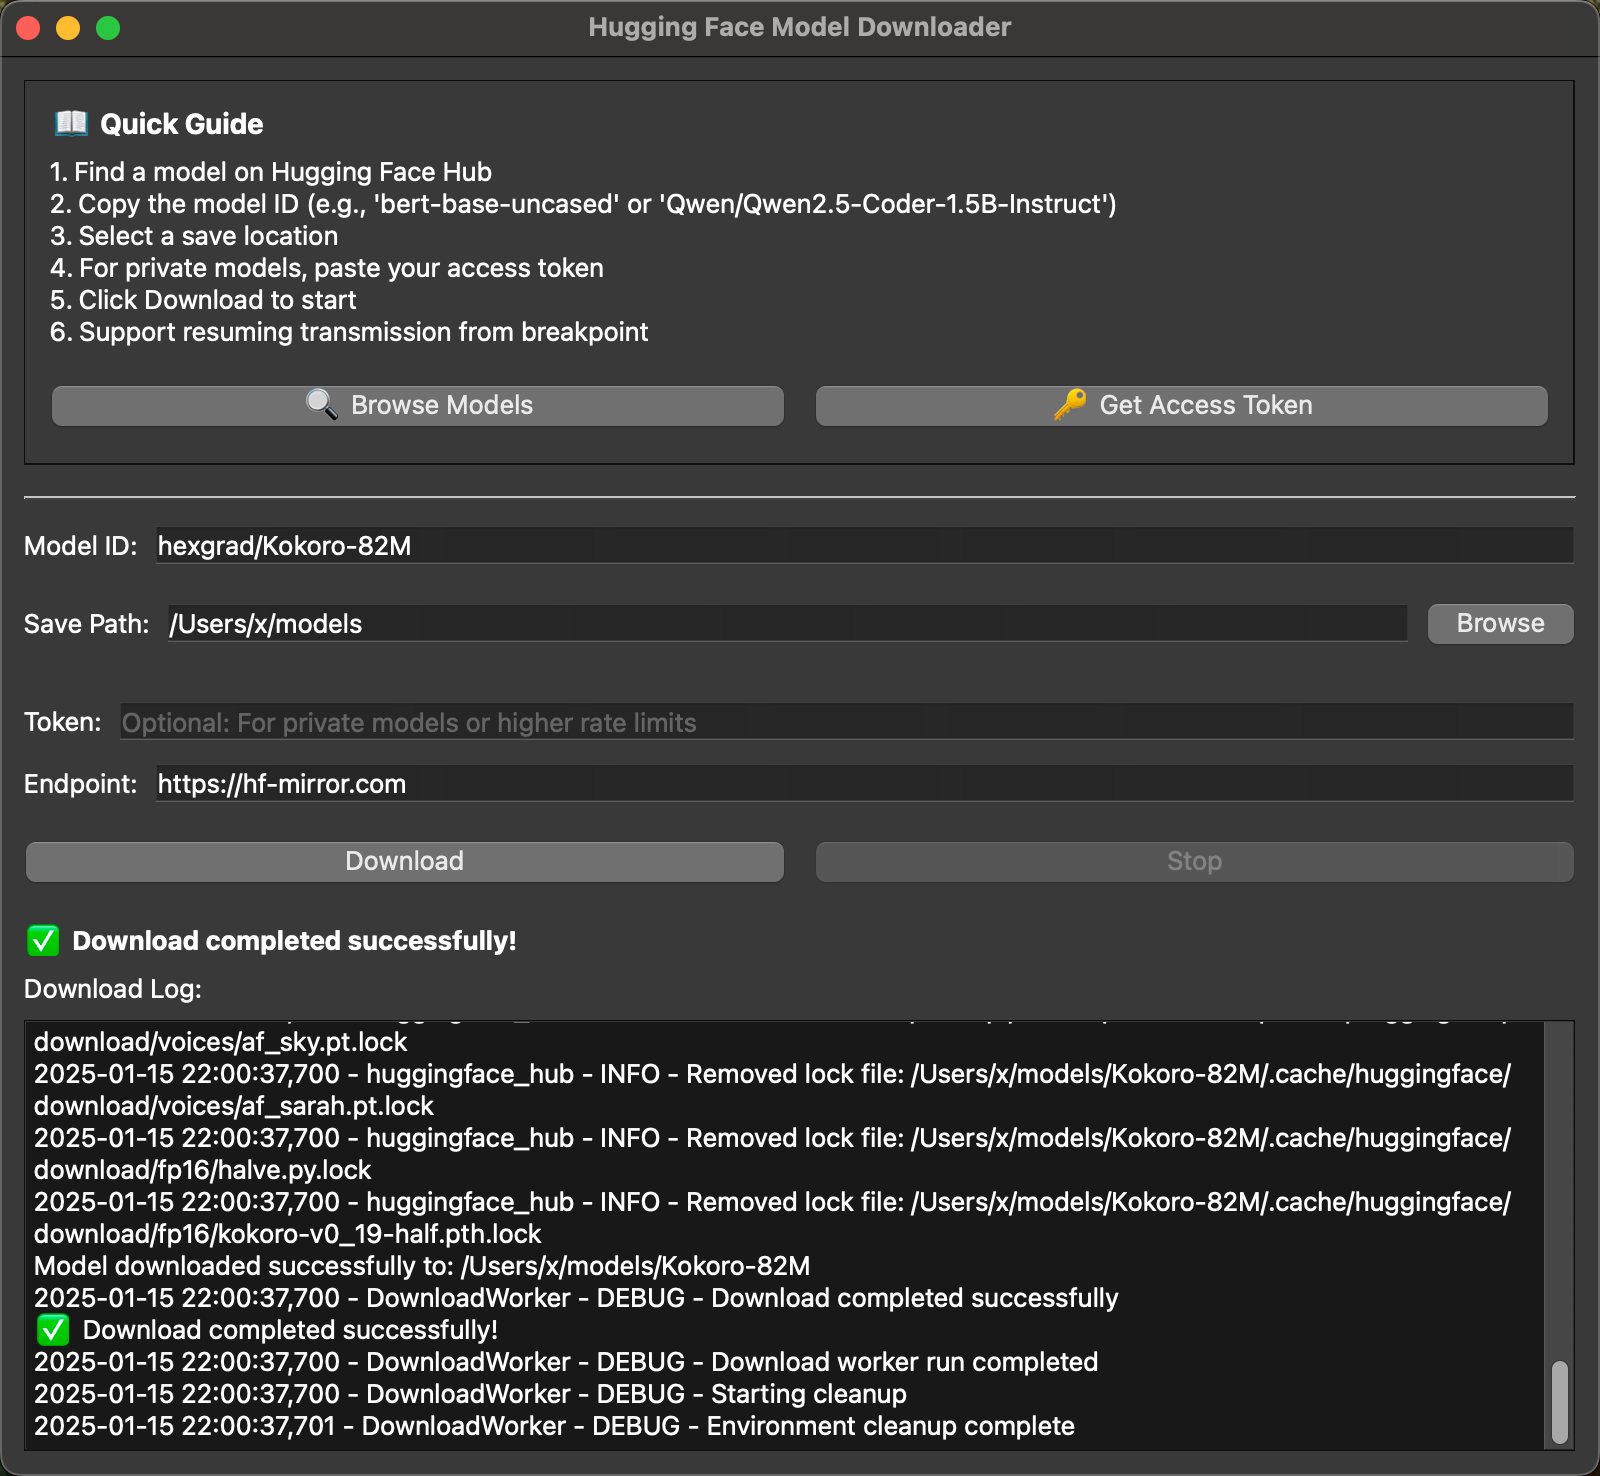 Hugging Face Model Downloader
📖 Quick Guide
1. Find a model on Hugging Face Hub
2. Copy the model ID (e.g., 'bert-base-uncased' or 'Qwen/Qwen2.5-Coder-1.5B-Instruct')
3. Select a save location
4. For private models, paste your access token
5. Click Download to start
6. Support resuming transmission from breakpoint
🔍 Browse Models
🔑 Get Access Token
Model ID: hexgrad/Kokoro-82M
Save Path: /Users/x/models
Browse
Token: Optional: For private models or higher rate limits
Endpoint: https://hf-mirror.com
Download
Stop
✅ Download completed successfully!
Download Log:
download/voices/af_sky.pt.lock
2025-01-15 22:00:37,700 - huggingface_hub - INFO - Removed lock file: /Users/x/models/Kokoro-82M/.cache/huggingface/
download/voices/af_sarah.pt.lock
2025-01-15 22:00:37,700 - huggingface_hub - INFO - Removed lock file: /Users/x/models/Kokoro-82M/.cache/huggingface/
download/fp16/halve.py.lock
2025-01-15 22:00:37,700 - huggingface_hub - INFO - Removed lock file: /Users/x/models/Kokoro-82M/.cache/huggingface/
download/fp16/kokoro-v0_19-half.pth.lock
Model downloaded successfully to: /Users/x/models/Kokoro-82M
2025-01-15 22:00:37,700 - DownloadWorker - DEBUG - Download completed successfully
✅ Download completed successfully!
2025-01-15 22:00:37,700 - DownloadWorker - DEBUG - Download worker run completed
2025-01-15 22:00:37,700 - DownloadWorker - DEBUG - Starting cleanup
2025-01-15 22:00:37,701 - DownloadWorker - DEBUG - Environment cleanup complete